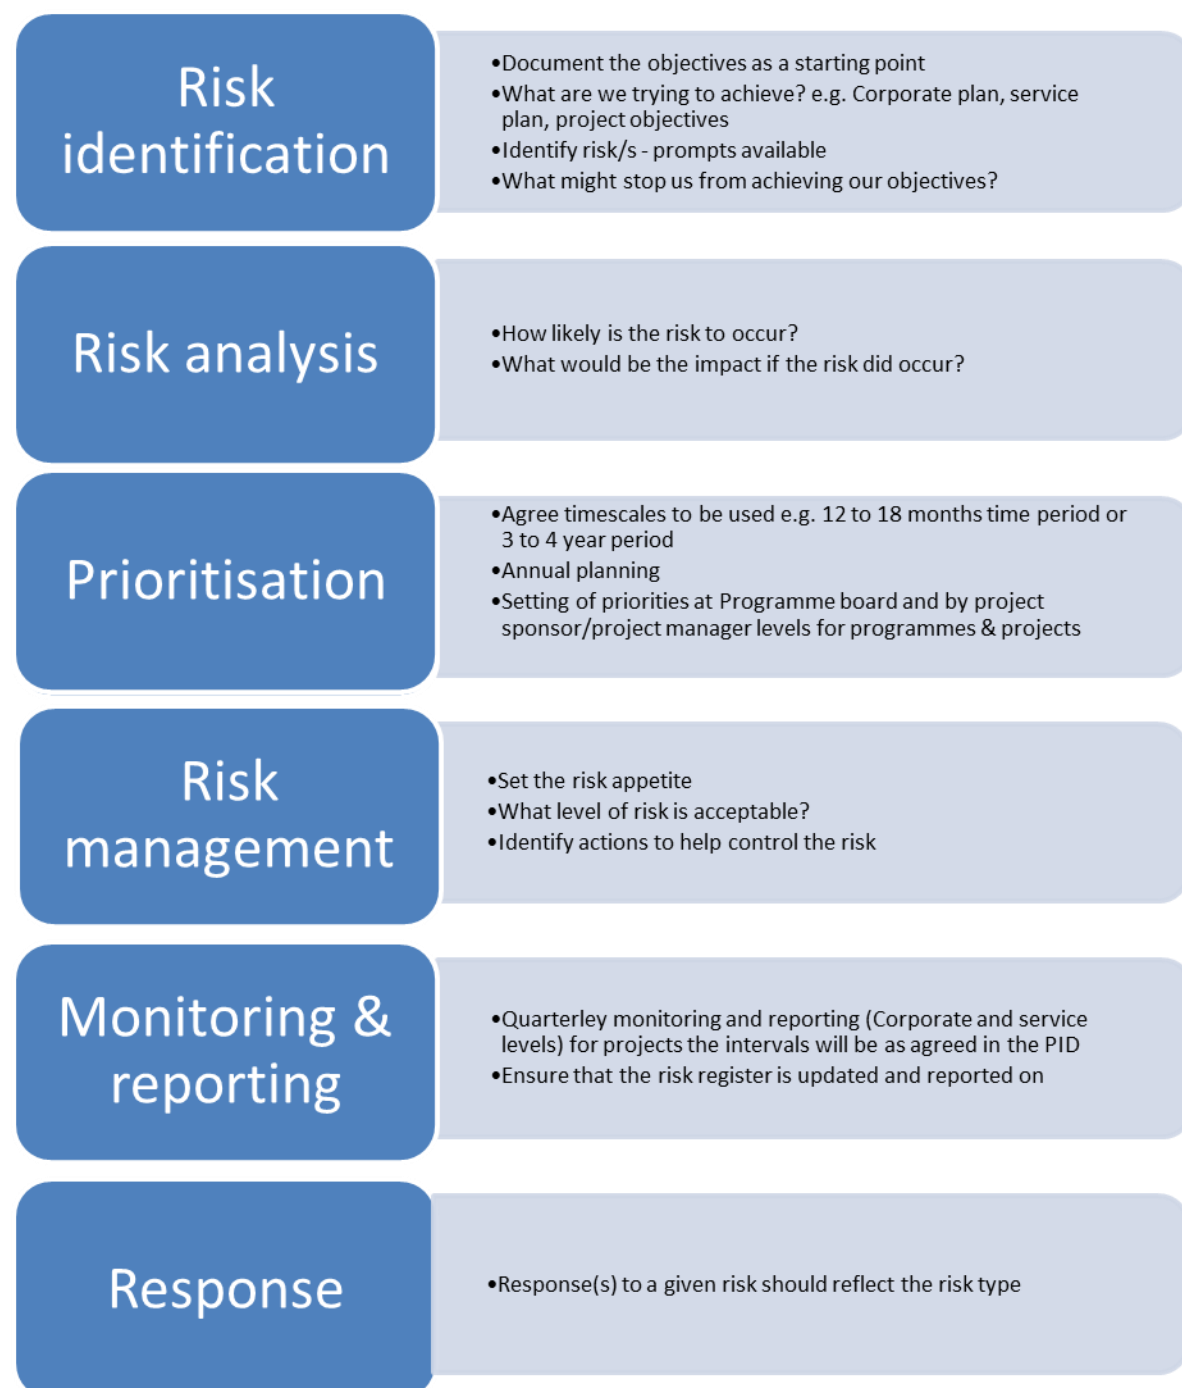 Risk
identification
•Document the objectives as a starting point
•What are we trying to achieve? e.g. Corporate plan, service
plan, project objectives
•Identify risk/s - prompts available
•What might stop us from achieving our objectives?
Risk analysis
•How likely is the risk to occur?
•What would be the impact if the risk did occur?
Prioritisation
•Agree timescales to be used e.g. 12 to 18 months time period or
3 to 4 year period
•Annual planning
•Setting of priorities at Programme board and by project
sponsor/project manager levels for programmes & projects
Risk
management
•Set the risk appetite
•What level of risk is acceptable?
•Identify actions to help control the risk
Monitoring &
reporting
•Quarterley monitoring and reporting (Corporate and service
levels) for projects the intervals will be as agreed in the PID
•Ensure that the risk register is updated and reported on
Response
•Response(s) to a given risk should reflect the risk type